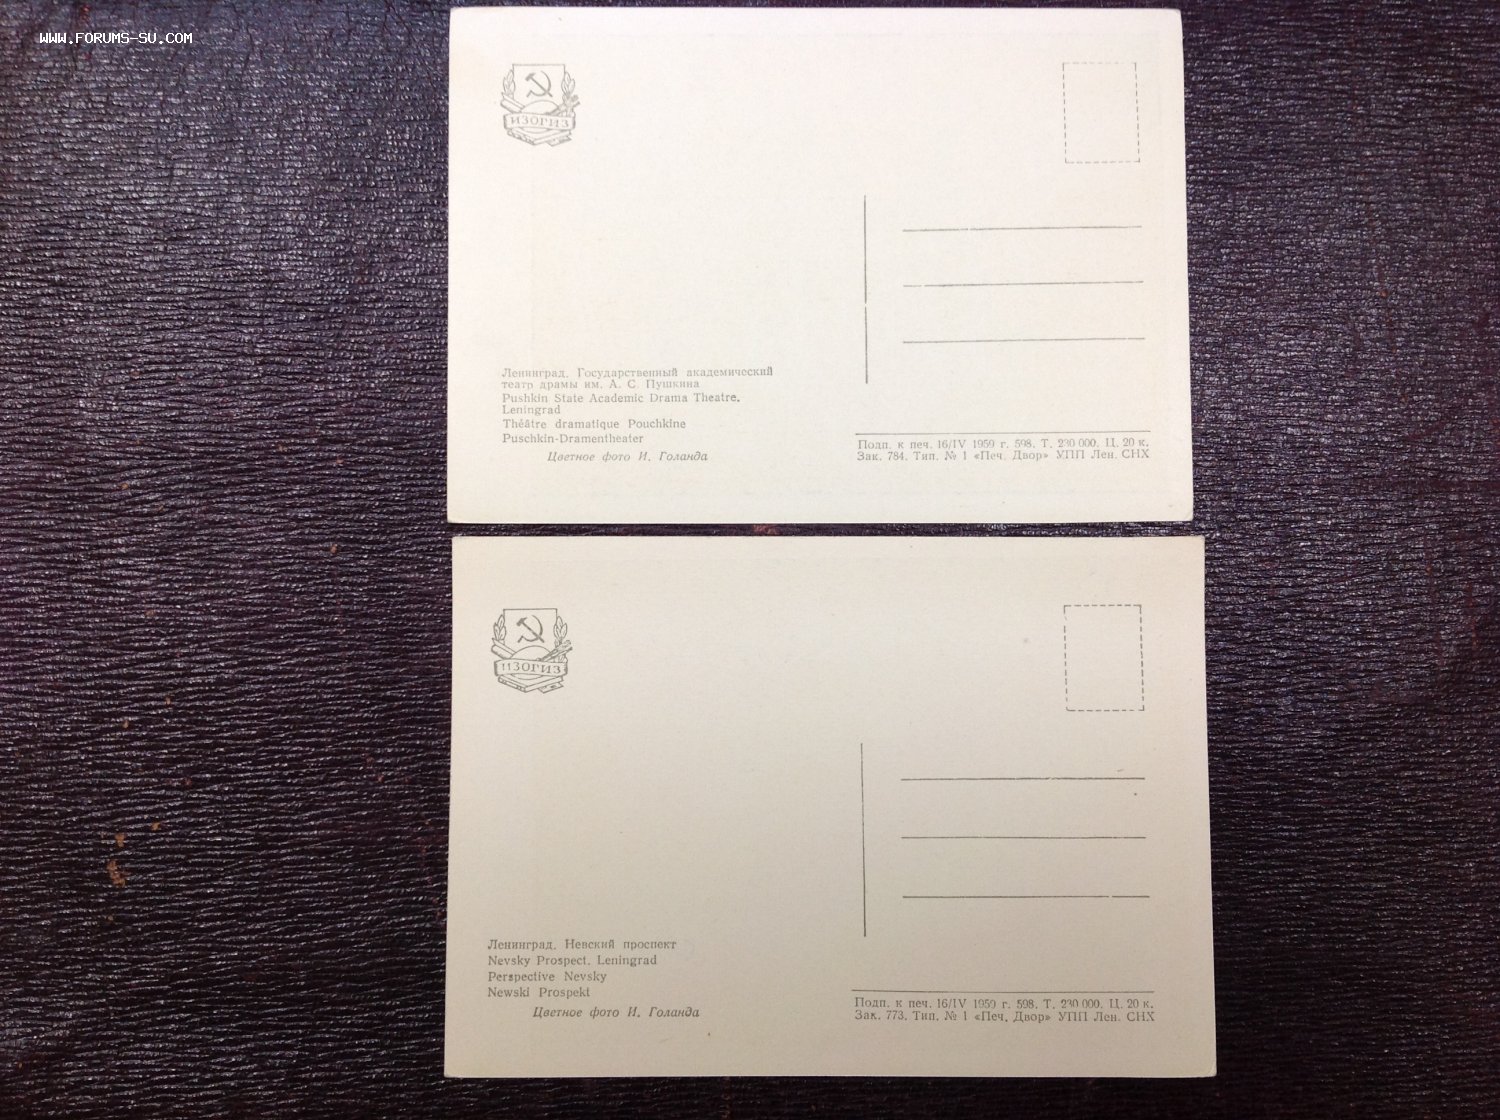 WWW.FORUMS-SU.COM
ИЗОГИЗ
Ленинград. Государственный академический
театр драмы им. А. С. Пушкина
Pushkin State Academic Drama Theatre.
Leningrad
Théâtre dramatique Pouchkine
Puschkin-Dramentheater
Цветное фото И. Голанда
Подп. к печ. 16/IV 1959 г. 598. Т. 230 000. Ц. 20 к.
Зак. 784. Тип. № 1 «Печ. Двор» УПП Лен. СНХ
ИЗОГИЗ
Ленинград. Невский проспект
Nevsky Prospect. Leningrad
Perspective Nevsky
Newski Prospekt
Цветное фото И. Голанда
Подп. к печ. 16/IV 1959 г. 598. Т. 230 000. Ц. 20 к.
Зак. 773. Тип. № 1 «Печ. Двор» УПП Лен. СНХ